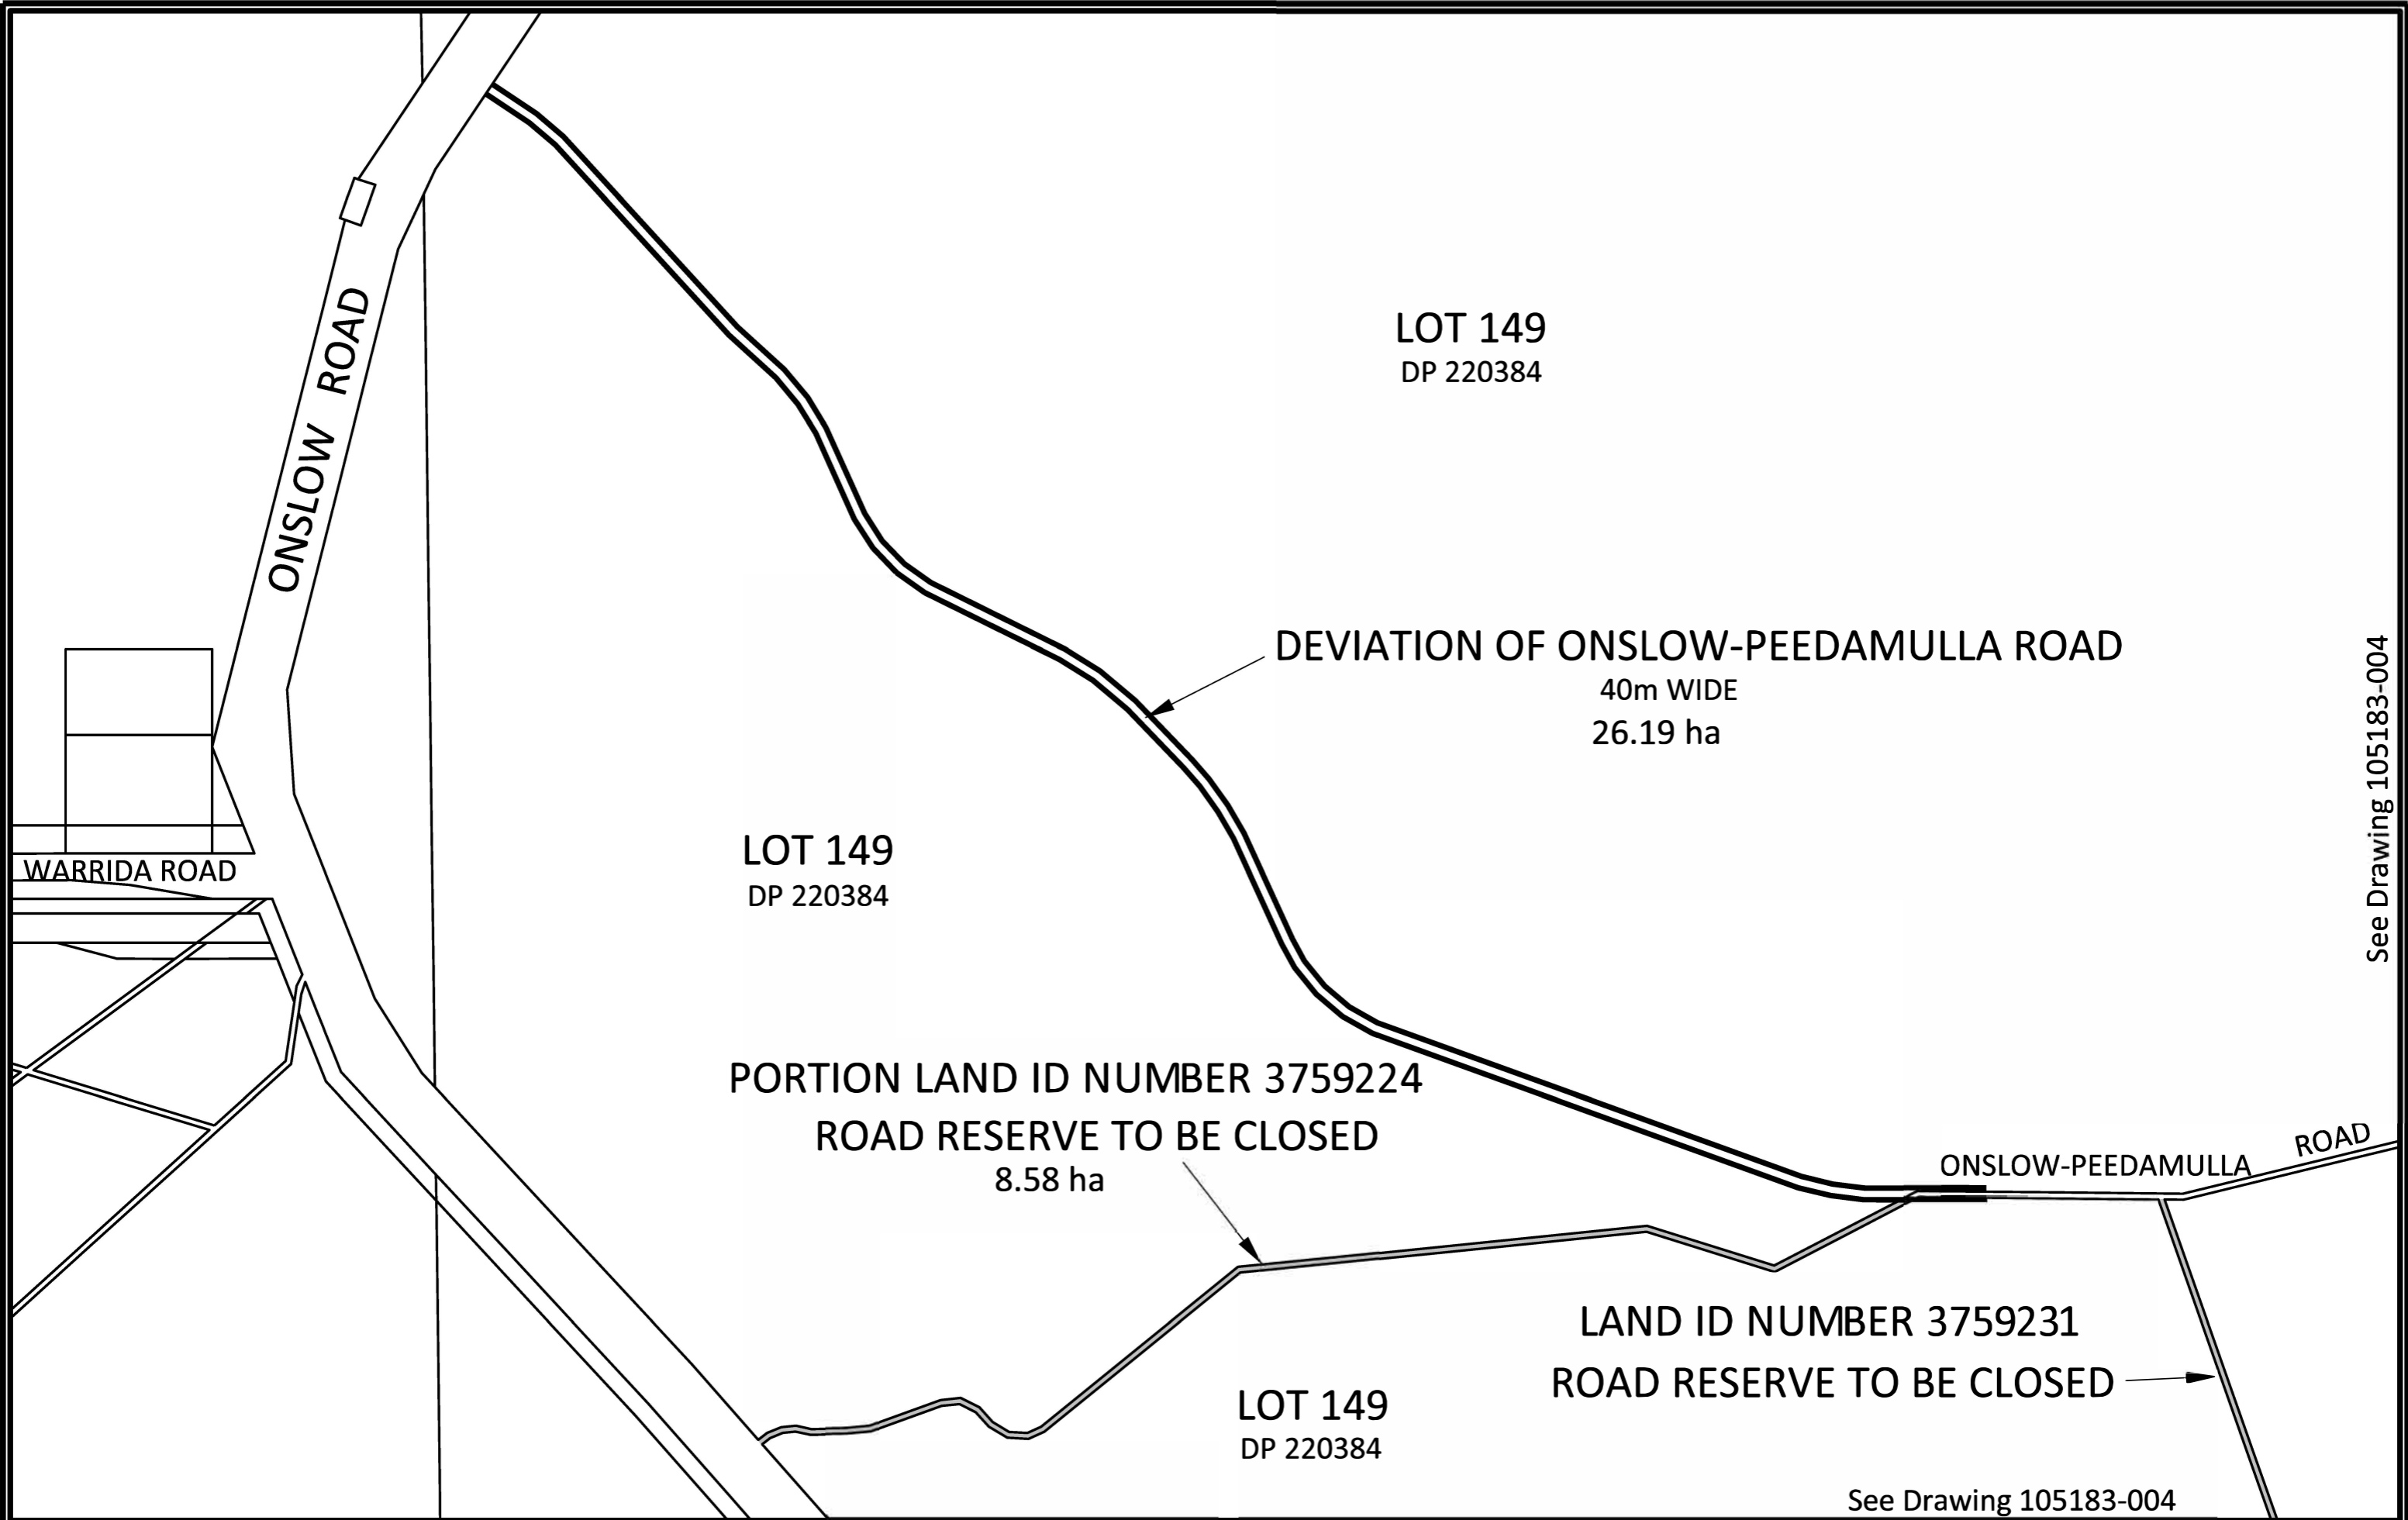 LOT 149
DP 220384
ONSLOW ROAD
DEVIATION OF ONSLOW-PEEDAMULLA ROAD
40m WIDE
26.19 ha
See Drawing 105183-004
LOT 149
DP 220384
WARRIDA ROAD
PORTION LAND ID NUMBER 3759224
ROAD RESERVE TO BE CLOSED
8.58 ha
ONSLOW-PEEDAMULLA ROAD
LAND ID NUMBER 3759231
ROAD RESERVE TO BE CLOSED
LOT 149
DP 220384
See Drawing 105183-004